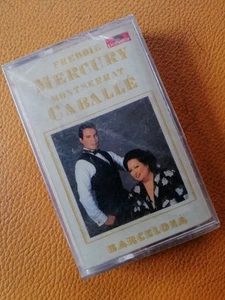 FREDDIE
MERCURY
MONTSERRAT
CABALLÉ
BARCELONA